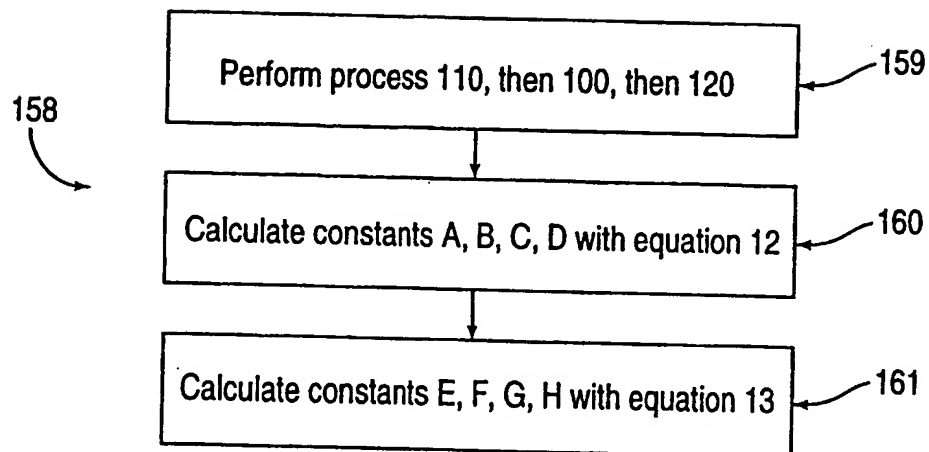 Perform process 110, then 100, then 120
159
158
Calculate constants A, B, C, D with equation 12
160
Calculate constants E, F, G, H with equation 13
161